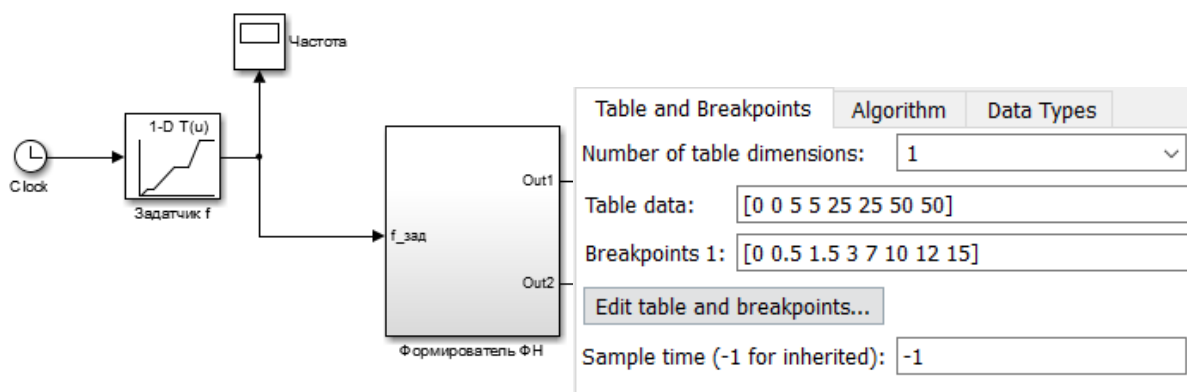 Частота
1-D T(u)
Clock
Задатчик f
Out1
f_зад
Out2
Формирователь ФН
Table and Breakpoints Algorithm Data Types
Number of table dimensions: 1
Table data: [0 0 5 5 25 25 50 50]
Breakpoints 1: [0 0.5 1.5 3 7 10 12 15]
Edit table and breakpoints...
Sample time (-1 for inherited): -1